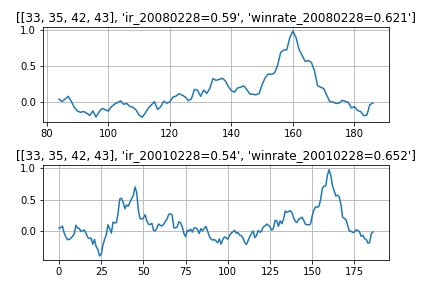 [[33, 35, 42, 43], 'ir_20080228=0.59', 'winrate_20080228=0.621']
1.0
0.5
0.0
80 100 120 140 160 180
[[33, 35, 42, 43], 'ir_20010228=0.54', 'winrate_20010228=0.652']
1.0
0.5
0.0
0 25 50 75 100 125 150 175